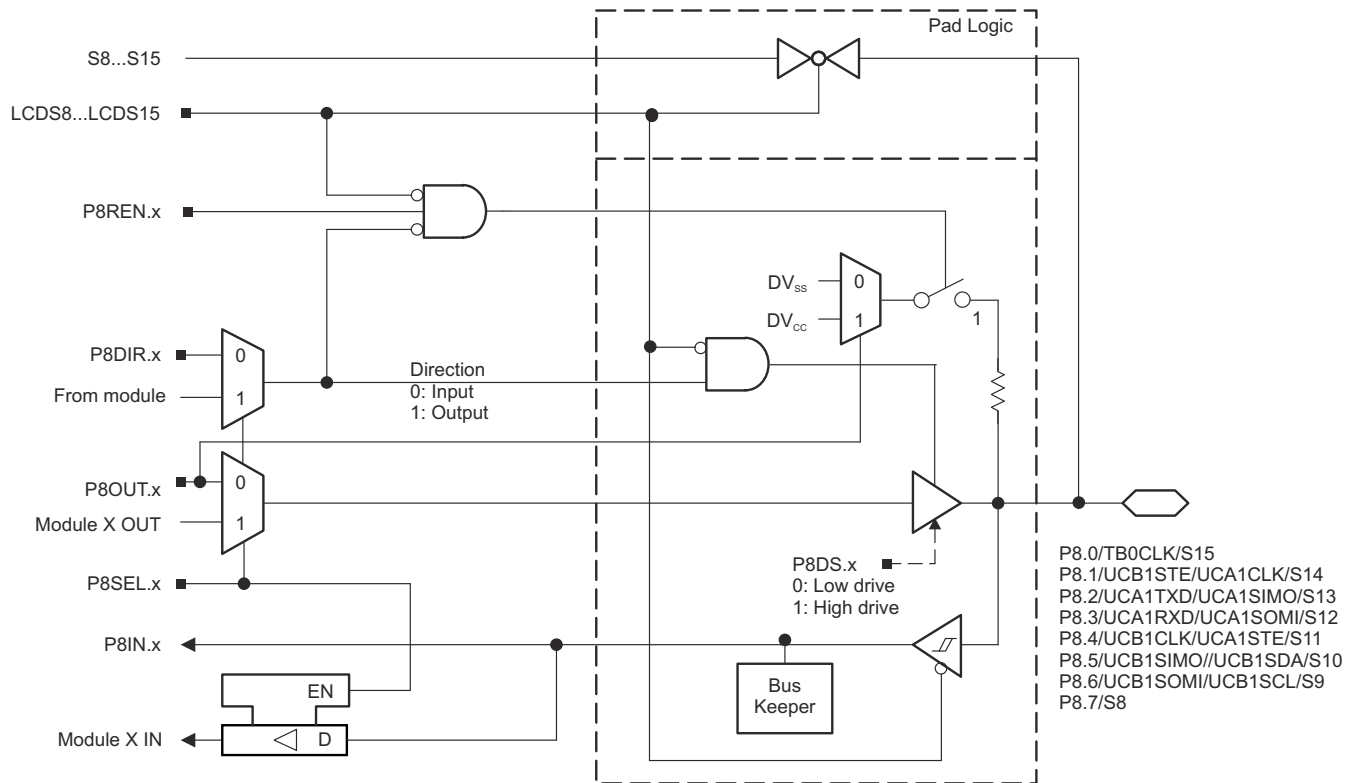 Pad Logic
S8...S15
LCDS8...LCDS15
P8REN.x
DVSS
0
DVCC
1
1
P8DIR.x
0
From module
1
Direction
0: Input
1: Output
P8OUT.x
0
Module X OUT
1
P8SEL.x
P8DS.x
0: Low drive
1: High drive
P8IN.x
EN
D
Module X IN
Bus
Keeper
P8.0/TB0CLK/S15
P8.1/UCB1STE/UCA1CLK/S14
P8.2/UCA1TXD/UCA1SIMO/S13
P8.3/UCA1RXD/UCA1SOMI/S12
P8.4/UCB1CLK/UCA1STE/S11
P8.5/UCB1SIMO//UCB1SDA/S10
P8.6/UCB1SOMI/UCB1SCL/S9
P8.7/S8